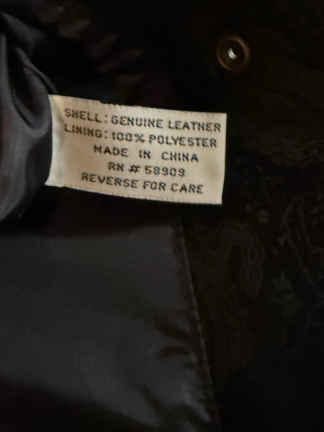 SHELL: GENUINE LEATHER
LINING: 100% POLYESTER
MADE IN CHINA
RN # 58909
REVERSE FOR CARE